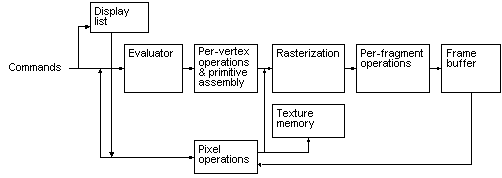 Display
list
Commands
Evaluator
Per-vertex
operations
& primitive
assembly
Rasterization
Per-fragment
operations
Frame
buffer
Texture
memory
Pixel
operations